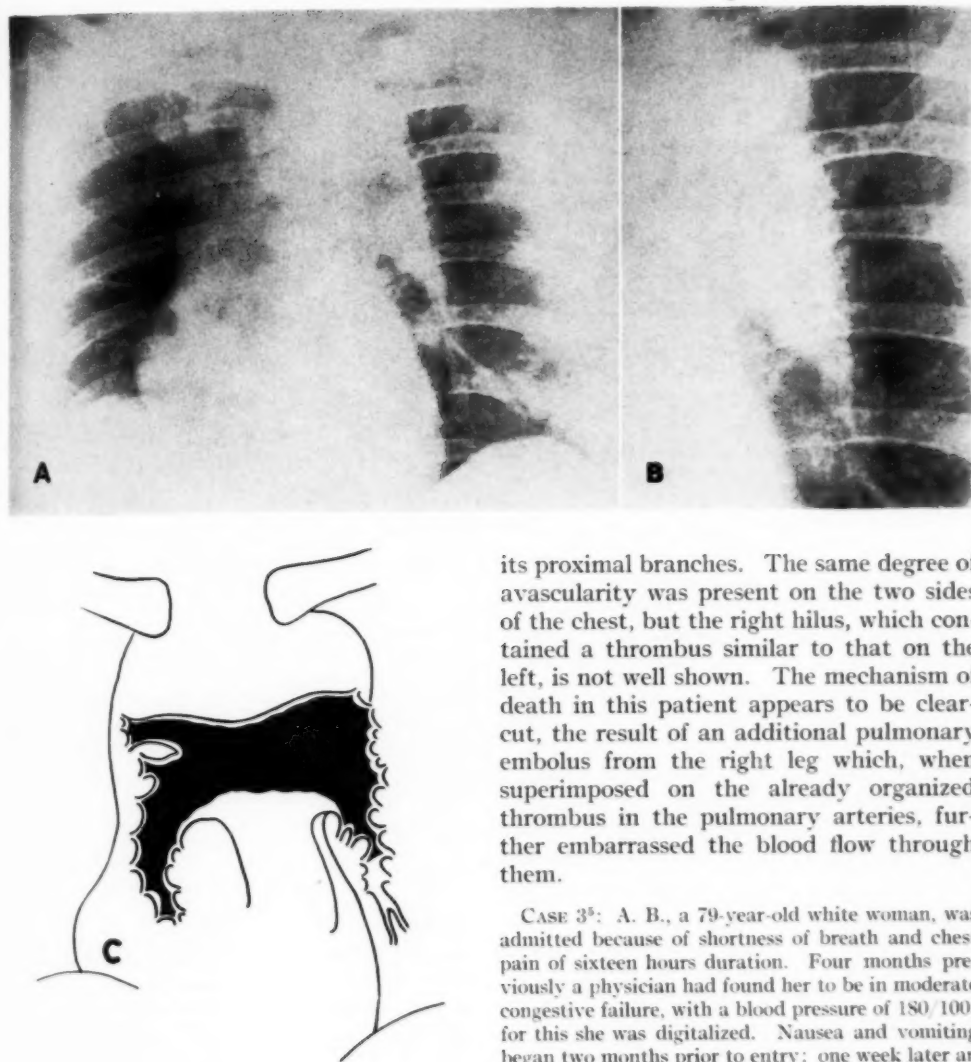 A
B
C
its proximal branches. The same degree o
avascularity was present on the two sides
of the chest, but the right hilus, which con
tained a thrombus similar to that on the
left, is not well shown. The mechanism o
death in this patient appears to be clear
cut, the result of an additional pulmonary
embolus from the right leg which, when
superimposed on the already organized
thrombus in the pulmonary arteries, fur
ther embarrassed the blood flow through
them.
CASE 3⁵: A. B., a 79-year-old white woman, was
admitted because of shortness of breath and ches
pain of sixteen hours duration. Four months pre
viously a physician had found her to be in moderate
congestive failure, with a blood pressure of 180/100
for this she was digitalized. Nausea and vomiting
began two months prior to entry; one week later